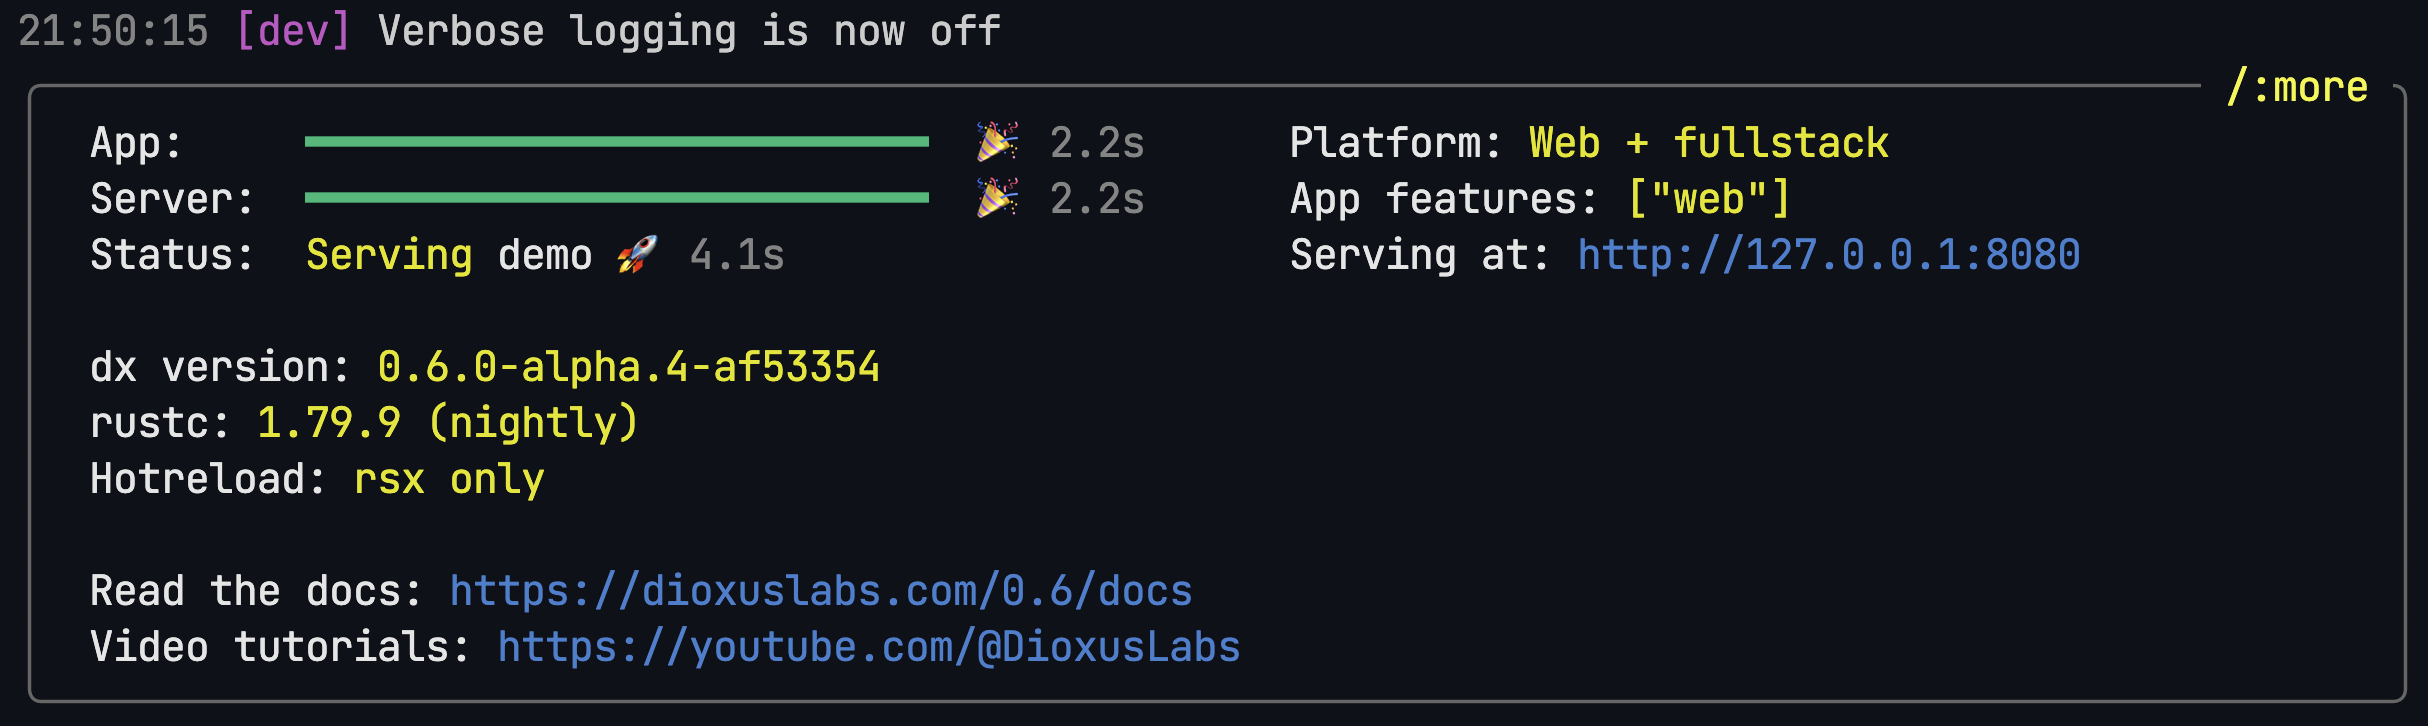 21:50:15 [dev] Verbose logging is now off
/:more
App: 🎉 2.2s Platform: Web + fullstack
Server: 🎉 2.2s App features: ["web"]
Status: Serving demo 🚀 4.1s Serving at: http://127.0.0.1:8080
dx version: 0.6.0-alpha.4-af53354
rustc: 1.79.9 (nightly)
Hotreload: rsx only
Read the docs: https://dioxuslabs.com/0.6/docs
Video tutorials: https://youtube.com/@DioxusLabs